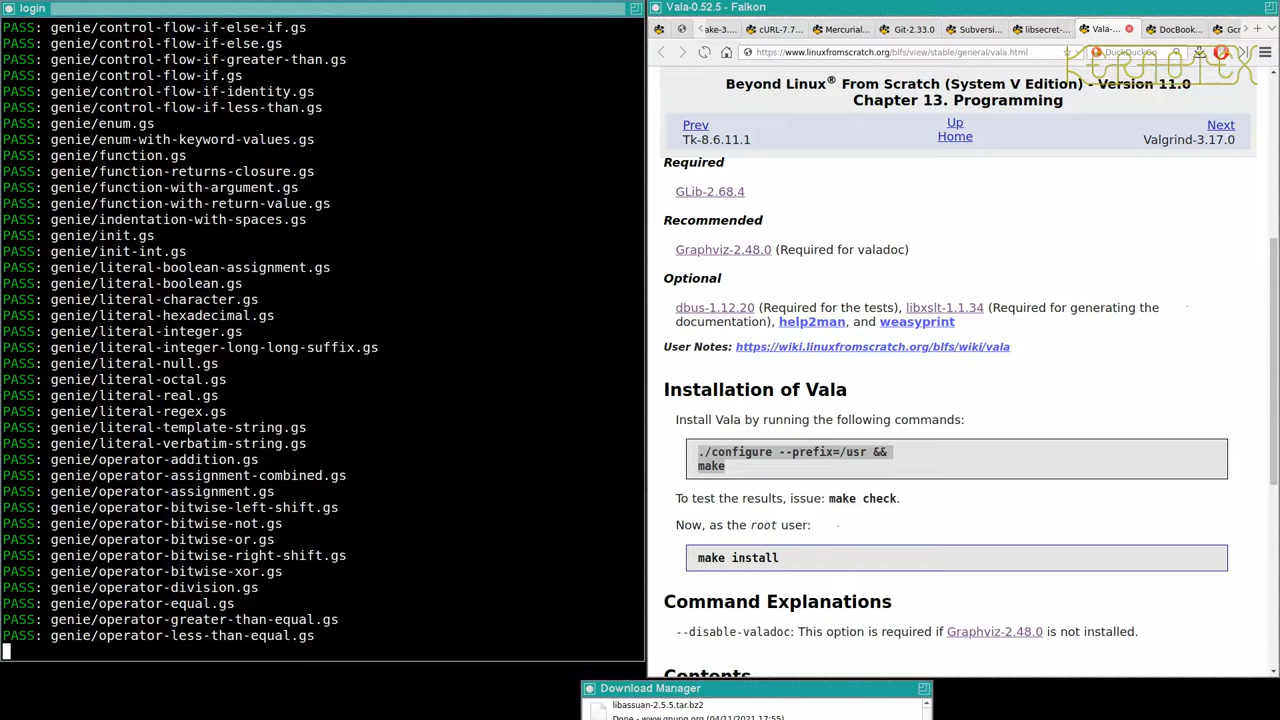 login
PASS: genie/control-flow-if-else-if.gs
PASS: genie/control-flow-if-else.gs
PASS: genie/control-flow-if-greater-than.gs
PASS: genie/control-flow-if.gs
PASS: genie/control-flow-if-identity.gs
PASS: genie/control-flow-if-less-than.gs
PASS: genie/enum.gs
PASS: genie/enum-with-keyword-values.gs
PASS: genie/function.gs
PASS: genie/function-returns-closure.gs
PASS: genie/function-with-argument.gs
PASS: genie/function-with-return-value.gs
PASS: genie/indentation-with-spaces.gs
PASS: genie/init.gs
PASS: genie/init-int.gs
PASS: genie/literal-boolean-assignment.gs
PASS: genie/literal-boolean.gs
PASS: genie/literal-character.gs
PASS: genie/literal-hexadecimal.gs
PASS: genie/literal-integer.gs
PASS: genie/literal-integer-long-long-suffix.gs
PASS: genie/literal-null.gs
PASS: genie/literal-octal.gs
PASS: genie/literal-real.gs
PASS: genie/literal-regex.gs
PASS: genie/literal-template-string.gs
PASS: genie/literal-verbatim-string.gs
PASS: genie/operator-addition.gs
PASS: genie/operator-assignment-combined.gs
PASS: genie/operator-assignment.gs
PASS: genie/operator-bitwise-left-shift.gs
PASS: genie/operator-bitwise-not.gs
PASS: genie/operator-bitwise-or.gs
PASS: genie/operator-bitwise-right-shift.gs
PASS: genie/operator-bitwise-xor.gs
PASS: genie/operator-division.gs
PASS: genie/operator-equal.gs
PASS: genie/operator-greater-than-equal.gs
PASS: genie/operator-less-than-equal.gs
Vala-0.52.5 - Falkon
ake-3.... cURL-7.7... Mercurial... Git-2.33.0 Subversi... libsecret-... Vala-... DocBook...
https://www.linuxfromscratch.org/blfs/view/stable/general/vala.html DuckDuckGo
Beyond Linux® From Scratch (System V Edition) - Version 11.0
Chapter 13. Programming
Prev Up Next
Tk-8.6.11.1 Home Valgrind-3.17.0
Required
GLib-2.68.4
Recommended
Graphviz-2.48.0 (Required for valadoc)
Optional
dbus-1.12.20 (Required for the tests), libxslt-1.1.34 (Required for generating the
documentation), help2man, and weasyprint
User Notes: https://wiki.linuxfromscratch.org/blfs/wiki/vala
Installation of Vala
Install Vala by running the following commands:
./configure --prefix=/usr &&
make
To test the results, issue: make check.
Now, as the root user:
make install
Command Explanations
--disable-valadoc: This option is required if Graphviz-2.48.0 is not installed.
Contents
Download Manager
libassuan-2.5.5.tar.bz2
Done - www.gnupg.org (04/11/2021 17:55)